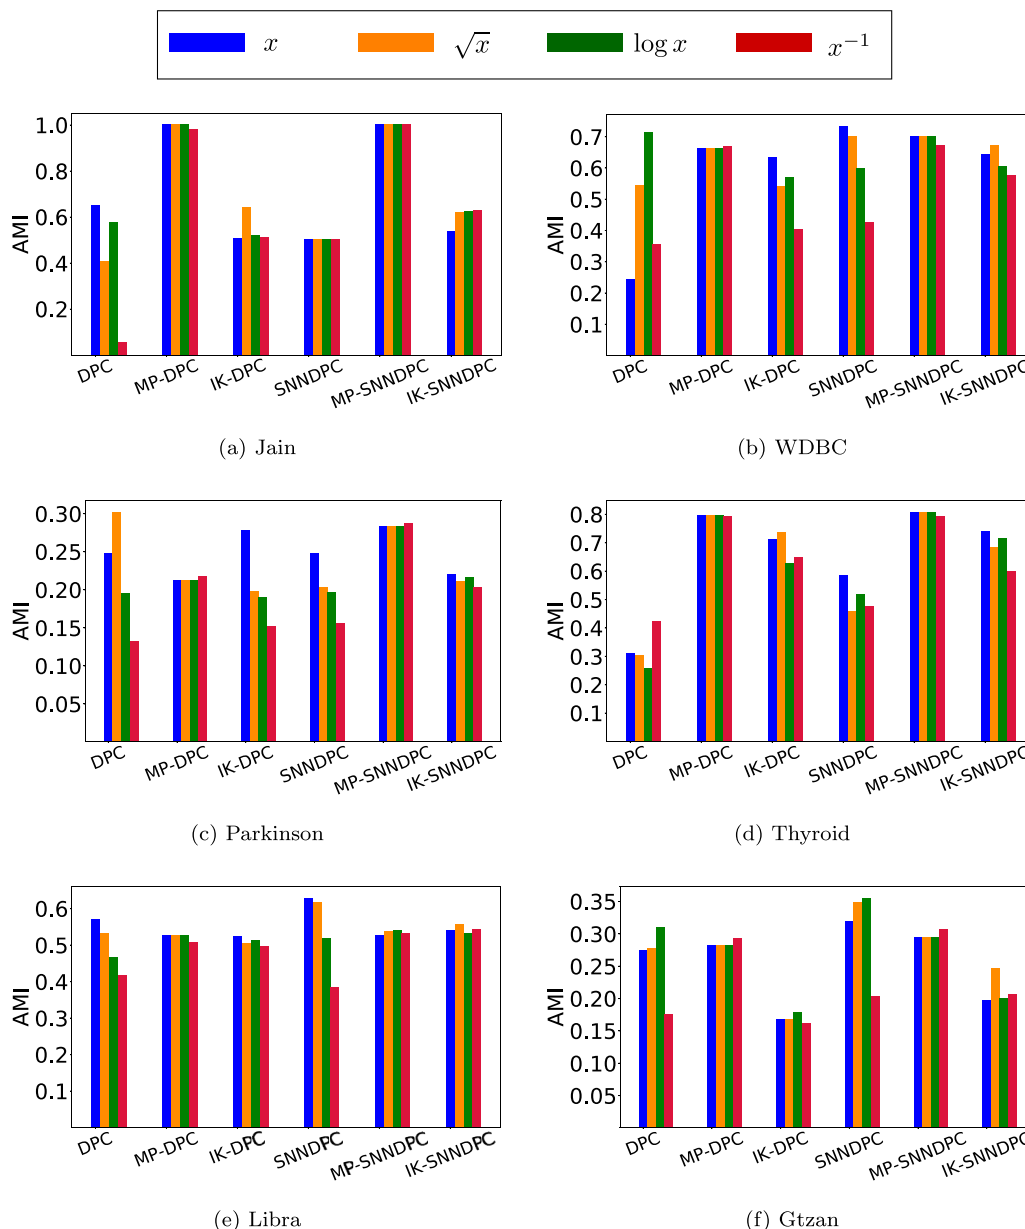 x √x log x x⁻¹
AMI
1.0
0.8
0.6
0.4
0.2
DPC MP-DPC IK-DPC SNNDPC MP-SNNDPC IK-SNNDPC
(a) Jain
AMI
0.7
0.6
0.5
0.4
0.3
0.2
0.1
DPC MP-DPC IK-DPC SNNDPC MP-SNNDPC IK-SNNDPC
(b) WDBC
AMI
0.30
0.25
0.20
0.15
0.10
0.05
DPC MP-DPC IK-DPC SNNDPC MP-SNNDPC IK-SNNDPC
(c) Parkinson
AMI
0.8
0.7
0.6
0.5
0.4
0.3
0.2
0.1
DPC MP-DPC IK-DPC SNNDPC MP-SNNDPC IK-SNNDPC
(d) Thyroid
AMI
0.6
0.5
0.4
0.3
0.2
0.1
DPC MP-DPC IK-DPC SNNDPC MP-SNNDPC IK-SNNDPC
(e) Libra
AMI
0.35
0.30
0.25
0.20
0.15
0.10
0.05
DPC MP-DPC IK-DPC SNNDPC MP-SNNDPC IK-SNNDPC
(f) Gtzan